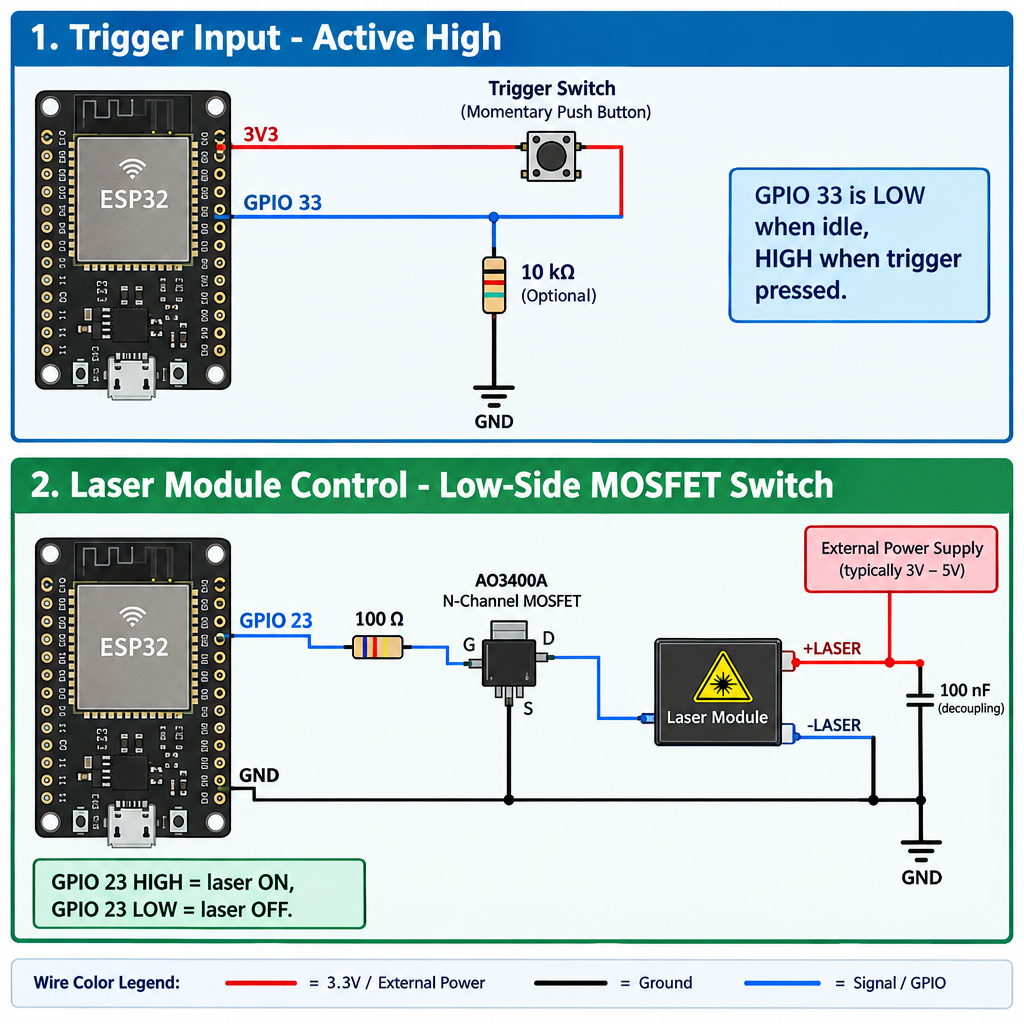 1. Trigger Input - Active High
Trigger Switch
(Momentary Push Button)
3V3
ESP32
GPIO 33
GPIO 33 is LOW
when idle,
HIGH when trigger
pressed.
10 kΩ
(Optional)
GND
2. Laser Module Control - Low-Side MOSFET Switch
External Power Supply
(typically 3V – 5V)
AO3400A
N-Channel MOSFET
GPIO 23
100 Ω
ESP32
G
D
S
+LASER
-LASER
Laser Module
100 nF
(decoupling)
GND
GND
GPIO 23 HIGH = laser ON,
GPIO 23 LOW = laser OFF.
Wire Color Legend:
= 3.3V / External Power
= Ground
= Signal / GPIO